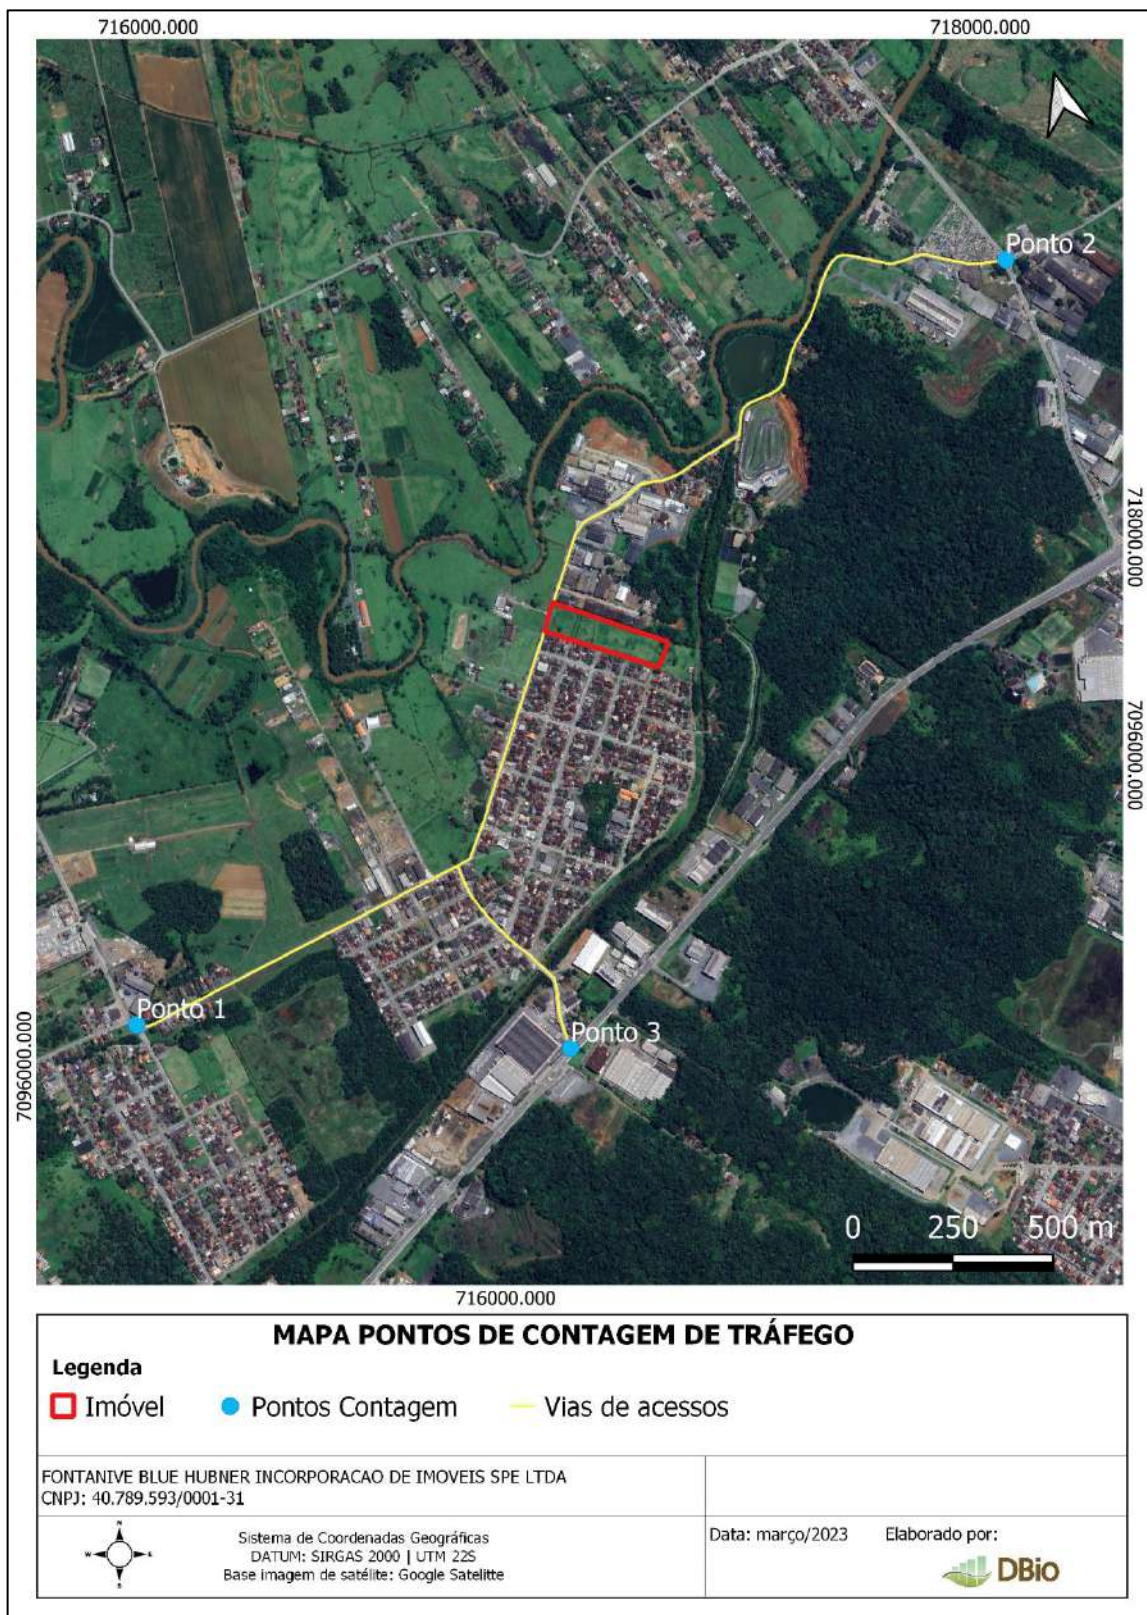 716000.000
718000.000
Ponto 2
718000.000
7096000.000
Ponto 1
Ponto 3
7096000.000
0 250 500 m
716000.000
MAPA PONTOS DE CONTAGEM DE TRÁFEGO
Legenda
Imóvel Pontos Contagem Vias de acessos
FONTANIVE BLUE HUBNER INCORPORACAO DE IMOVEIS SPE LTDA
CNPJ: 40.789.593/0001-31
N
W E
S
Sistema de Coordenadas Geográficas
DATUM: SIRGAS 2000 | UTM 22S
Base imagem de satélite: Google Satelitte
Data: março/2023 Elaborado por:
DBio